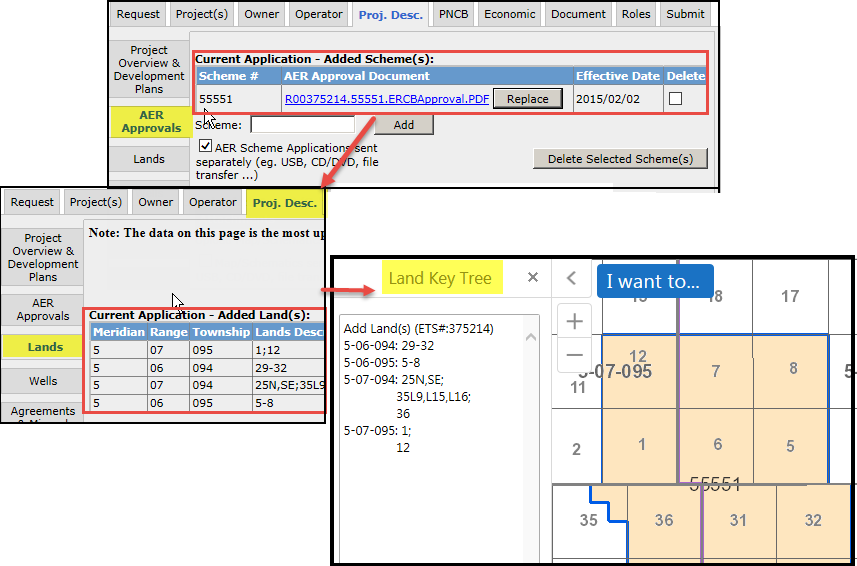 Request Project(s) Owner Operator Proj. Desc. PNCB Economic Document Roles Submit
Project
Overview &
Development
Plans
AER
Approvals
Lands
Current Application - Added Scheme(s):
Scheme # AER Approval Document Effective Date Delete
55551 R00375214.55551.ERCBApproval.PDF Replace 2015/02/02
Scheme: Add
AER Scheme Applications sent
separately (eg. USB, CD/DVD, file
transfer ...)
Delete Selected Scheme(s)
Request Project(s) Owner Operator Proj. Desc.
Project
Overview &
Development
Plans
AER
Approvals
Lands
Wells
Agreements
Note: The data on this page is the most up
Current Application - Added Land(s):
Meridian Range Township Lands Desc
5 07 095 1;12
5 06 094 29-32
5 07 094 25N,SE;35L9
5 06 095 5-8
Land Key Tree × < I want to...
Add Land(s) (ETS#:375214)
5-06-094: 29-32
5-06-095: 5-8
5-07-094: 25N,SE;
35L9,L15,L16;
36
5-07-095: 1;
12
+
−
18 17
12 7 8
5-07-095 5-
11
2 1 6 5
55551
35 36 31 32